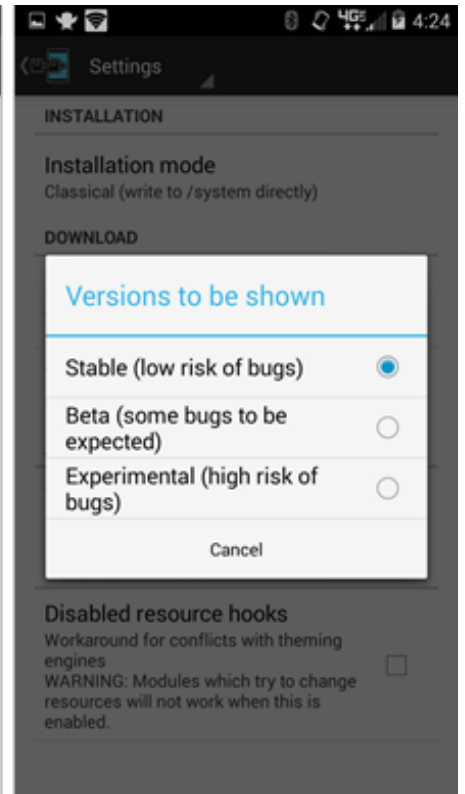 4GE 4:24
Settings
INSTALLATION
Installation mode
Classical (write to /system directly)
DOWNLOAD
Versions to be shown
Stable (low risk of bugs)
Beta (some bugs to be
expected)
Experimental (high risk of
bugs)
Cancel
Disabled resource hooks
Workaround for conflicts with theming
engines
WARNING: Modules which try to change
resources will not work when this is
enabled.